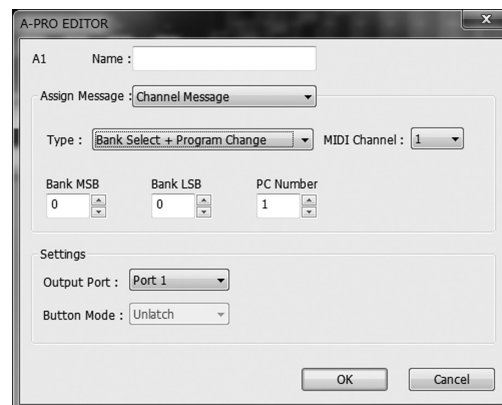 A-PRO EDITOR
x
A1 Name :
Assign Message : Channel Message
Type : Bank Select + Program Change MIDI Channel : 1
Bank MSB Bank LSB PC Number
0 0 1
Settings
Output Port : Port 1
Button Mode : Unlatch
OK Cancel